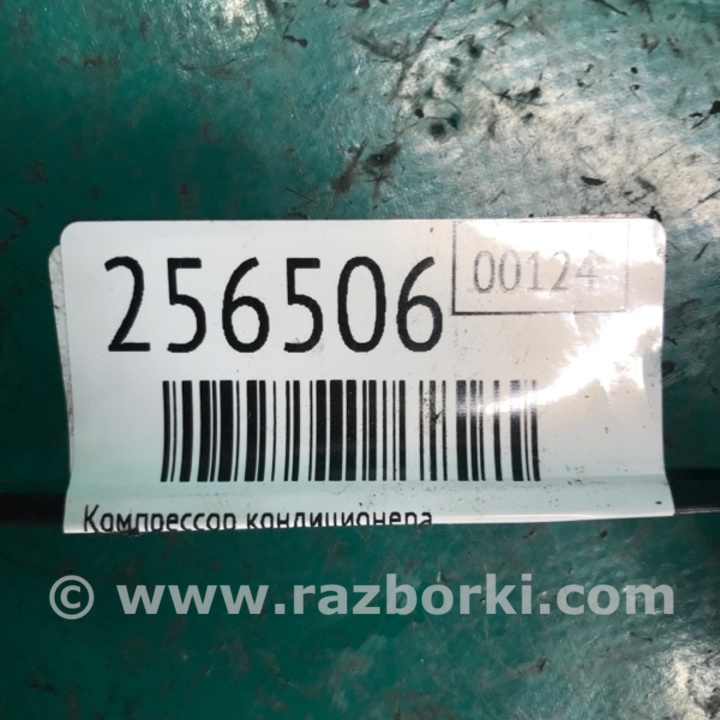 256506
00124
Компрессор кондиционера
© www.razborki.com